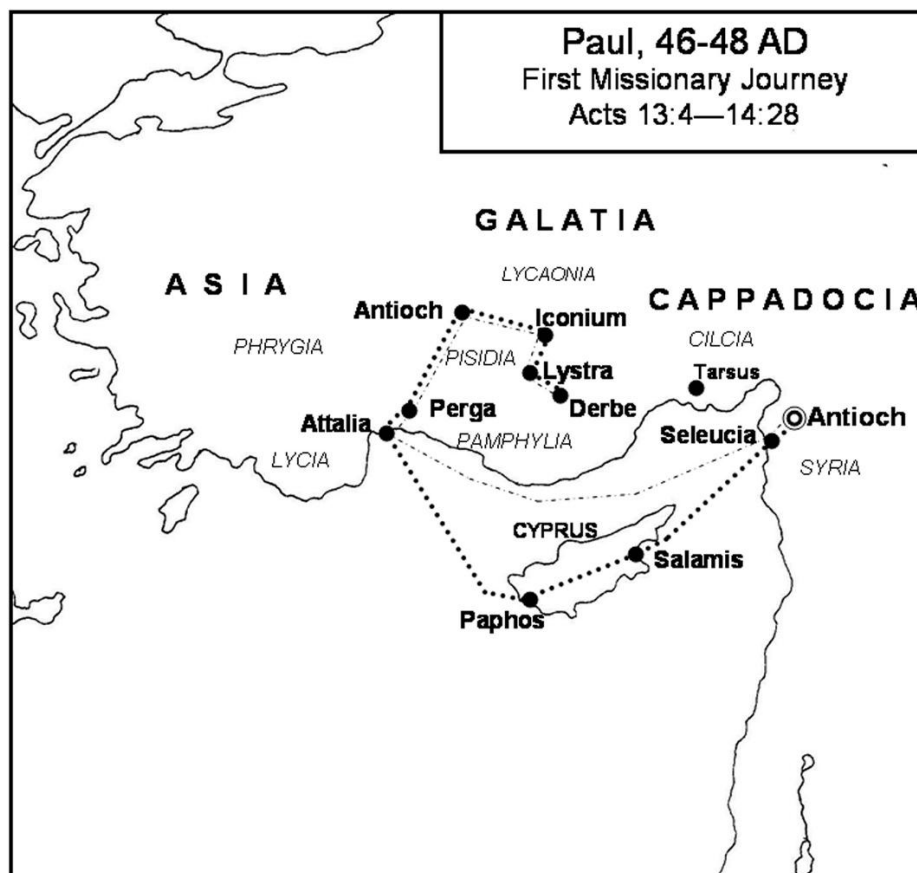 Paul, 46-48 AD
First Missionary Journey
Acts 13:4—14:28
GALATIA
LYCAONIA
ASIA
CAPPADOCIA
Antioch
Iconium
PHRYGIA
PISIDIA
CILCIA
Lystra
Tarsus
Perga
Derbe
Antioch
Attalia
PAMPHYLIA
Seleucia
LYCIA
SYRIA
CYPRUS
Salamis
Paphos